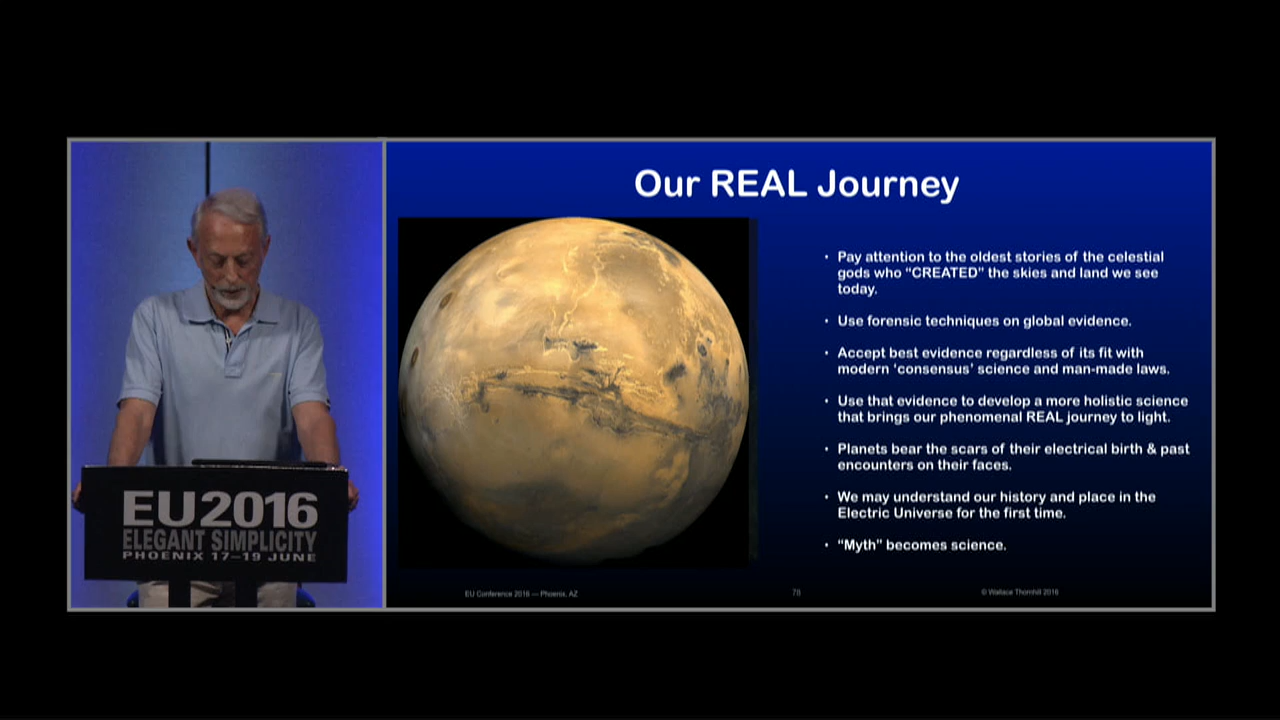 Our REAL Journey
• Pay attention to the oldest stories of the celestial
gods who “CREATED” the skies and land we see
today.
• Use forensic techniques on global evidence.
• Accept best evidence regardless of its fit with
modern ‘consensus’ science and man-made laws.
• Use that evidence to develop a more holistic science
that brings our phenomenal REAL journey to light.
• Planets bear the scars of their electrical birth & past
encounters on their faces.
• We may understand our history and place in the
Electric Universe for the first time.
• “Myth” becomes science.
EU Conference 2016 — Phoenix, AZ
78
© Wallace Thornhill 2016
EU2016
ELEGANT SIMPLICITY
PHOENIX 17–19 JUNE